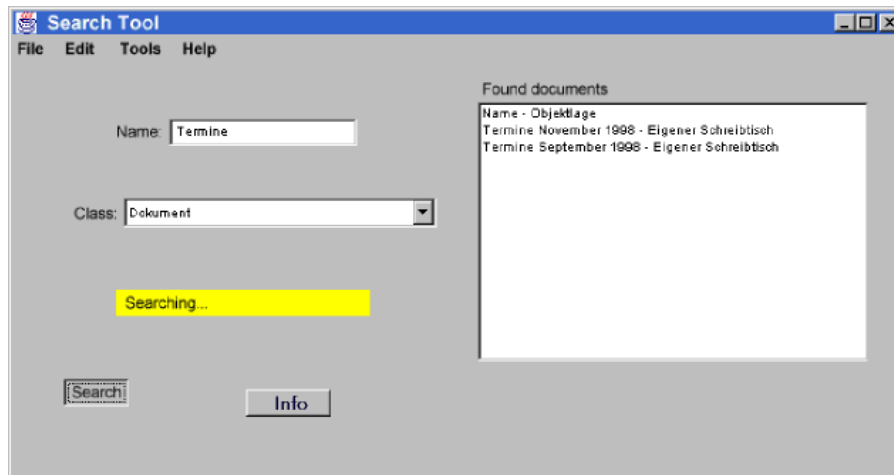 Search Tool
File Edit Tools Help
Found documents
Name - Objektlage
Termine November 1998 - Eigener Schreibtisch
Termine September 1998 - Eigener Schreibtisch
Name: Termine
Class: Dokument
Searching...
Search
Info